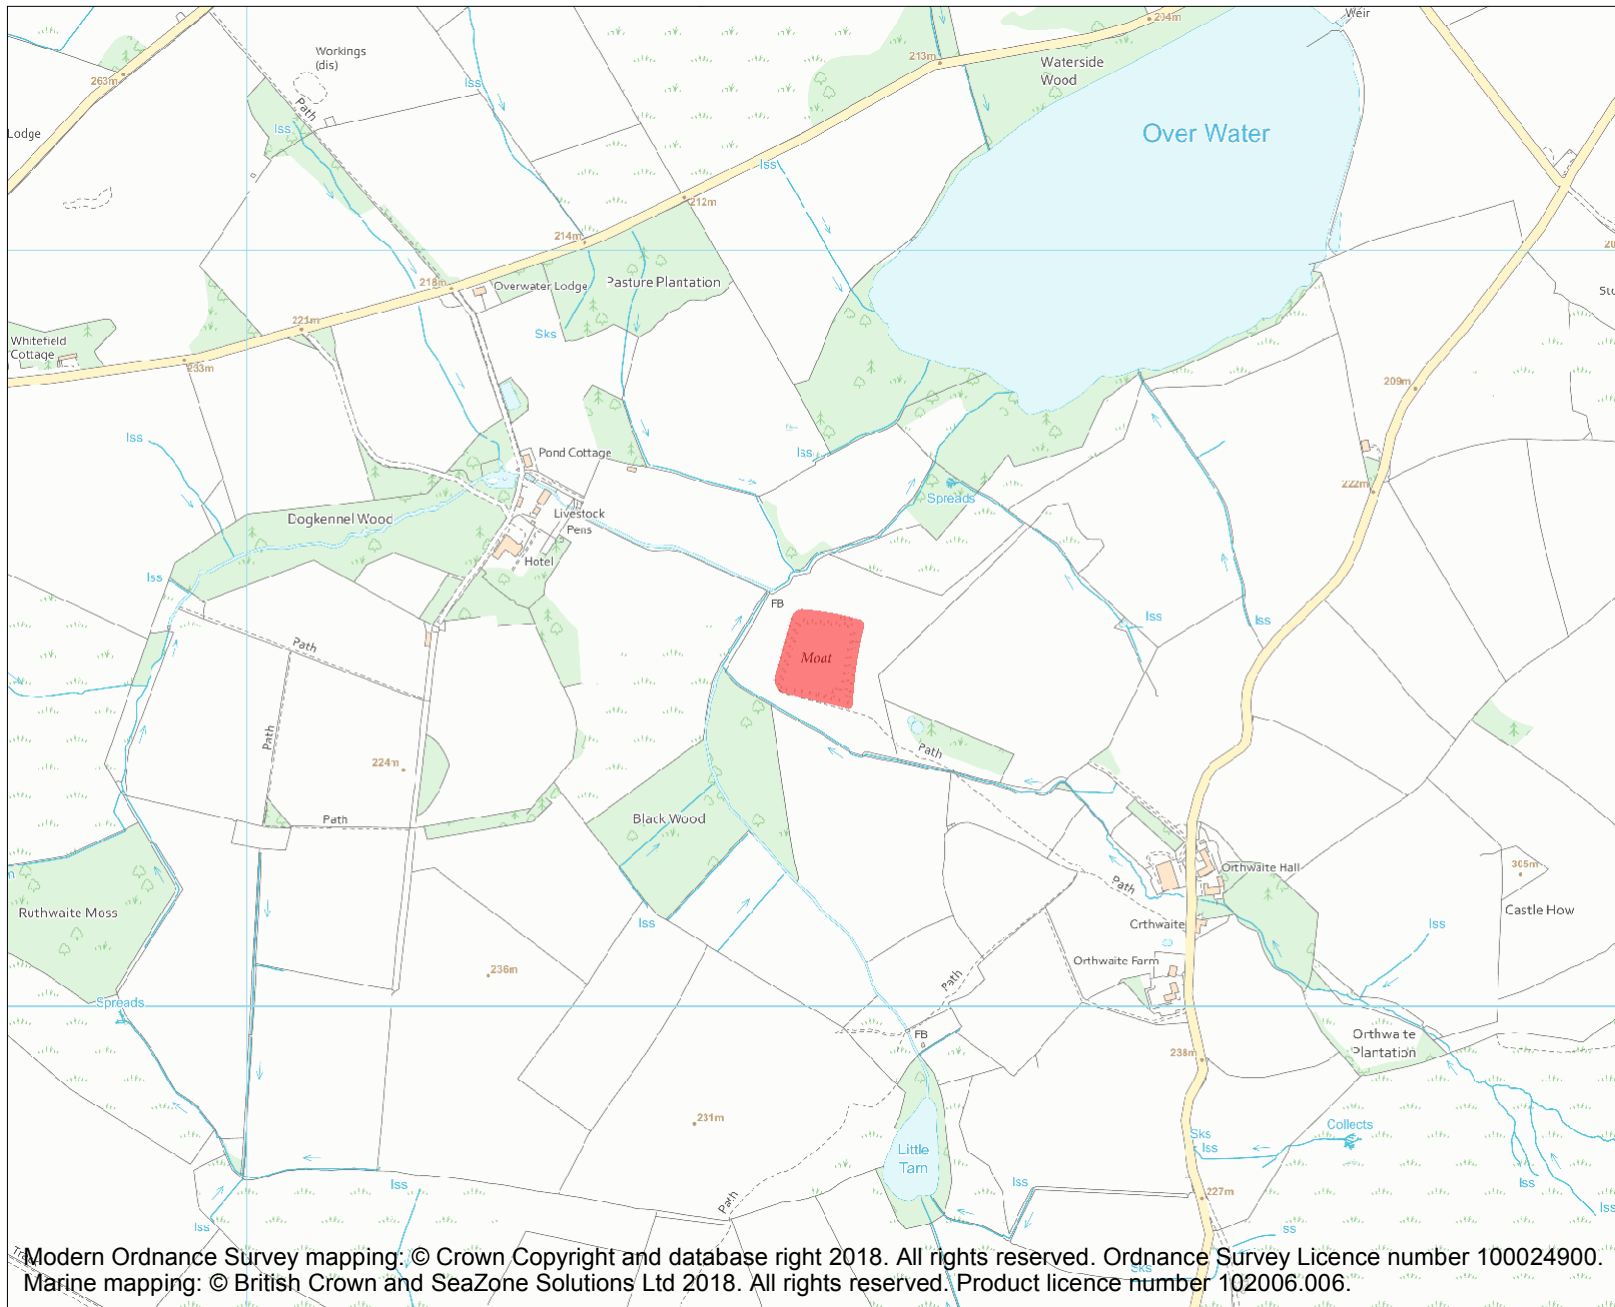 Weir
204m
213m
Workings
(dis)
Waterside
Wood
Iss
263m
Path
Iss
Lodge
Over Water
Iss
212m
214m
218m
Overwater Lodge
Pasture Plantation
221m
Sks
Whitefield
Cottage
233m
209m
Iss
Pond Cottage
Iss
222m
Spreads
Livestock
Pens
Dogkennel Wood
Hotel
Iss
FB
Iss
Iss
Path
Moat
Path
Path
224m
Path
Black Wood
305m
Orthwaite Hall
Path
Ruthwaite Moss
Castle How
Iss
Crthwaite
Iss
Orthwaite Farm
236m
Path
Spreads
FB
Orthwaite
Plantation
238m
231m
Collects
Sks
Iss
Little
Tarn
Iss
Iss
Iss
227m
Path
Iss
Iss
Modern Ordnance Survey mapping: © Crown Copyright and database right 2018. All rights reserved. Ordnance Survey Licence number 100024900.
Sks
Marine mapping: © British Crown and SeaZone Solutions Ltd 2018. All rights reserved. Product licence number 102006.006.